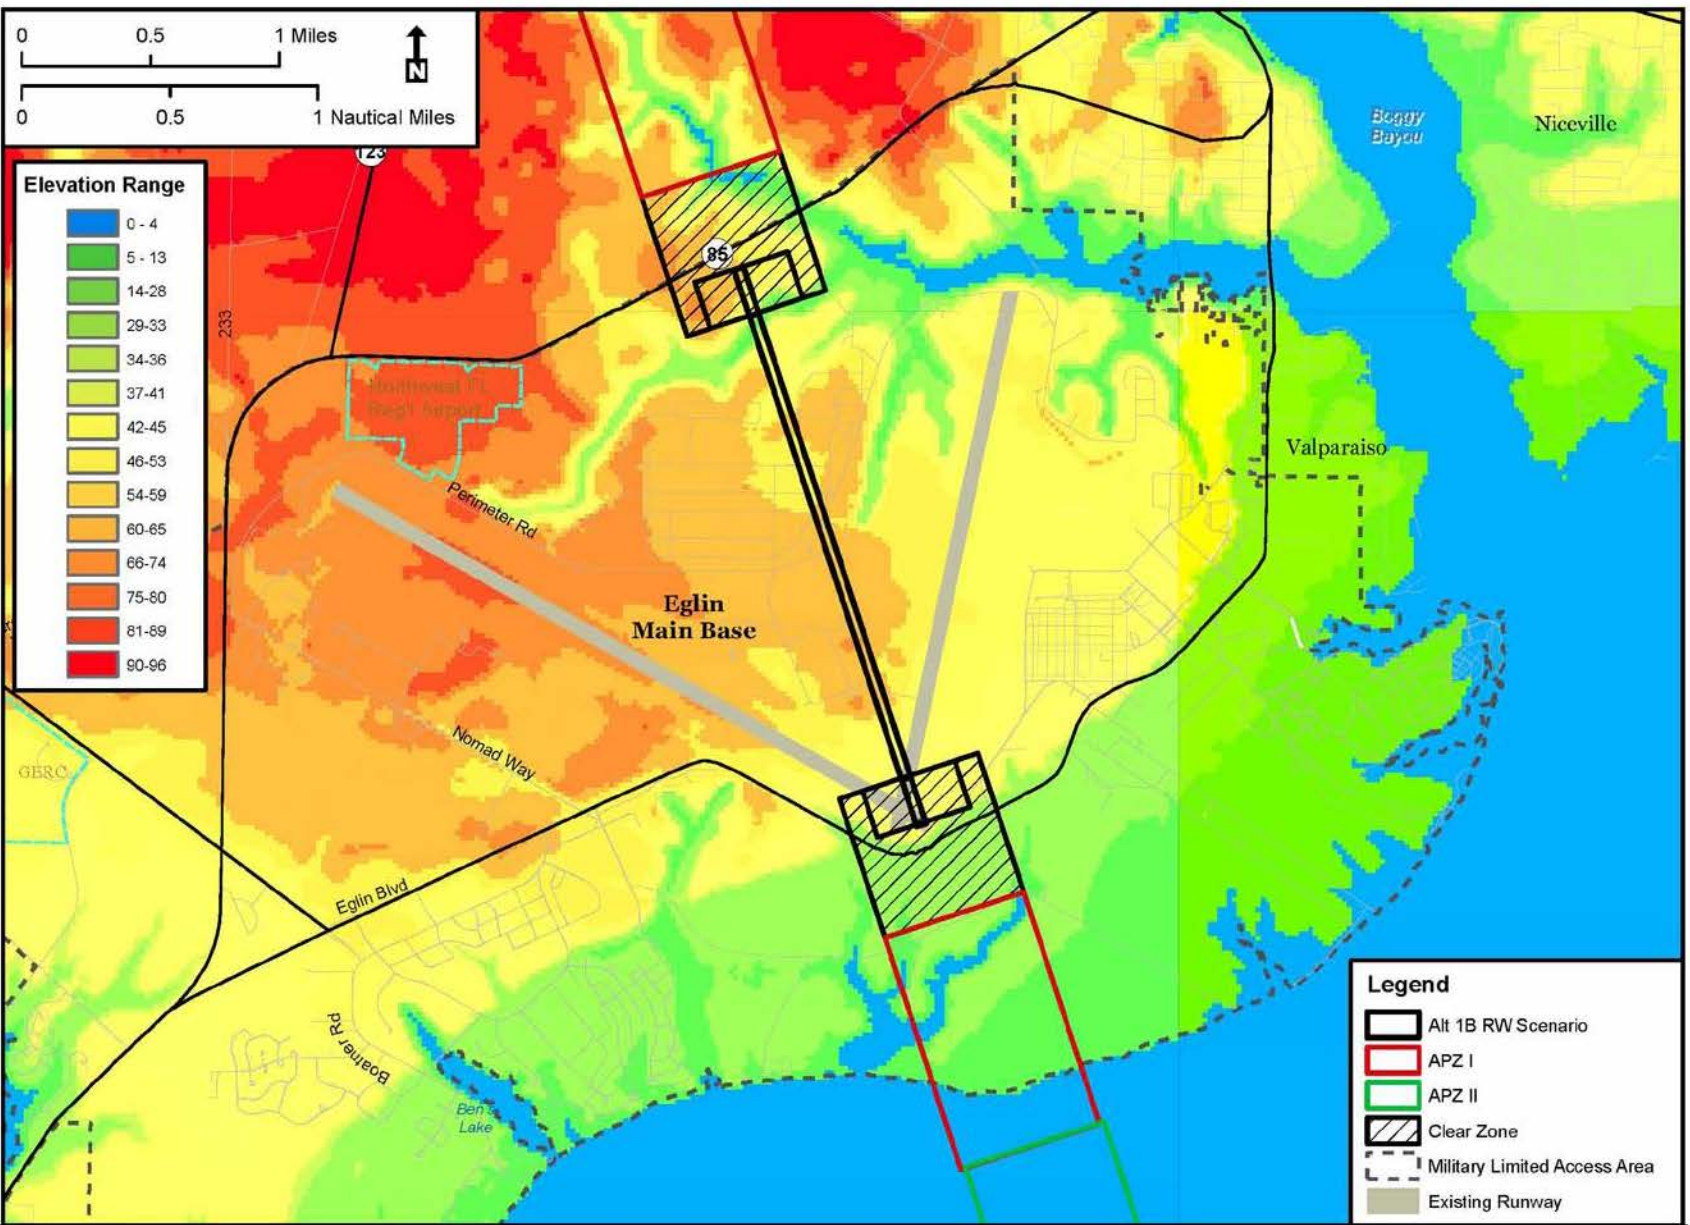 0 0.5 1 Miles
N
0 0.5 1 Nautical Miles
123
Elevation Range
0 - 4
5 - 13
14-28
29-33
34-36
37-41
42-45
46-53
54-59
60-65
66-74
75-80
81-89
90-96
Boggy
Bayou
Niceville
85
233
Northwest FL
Reg'l Airport
Valparaiso
Perimeter Rd
Eglin
Main Base
Nomad Way
GERC
Eglin Blvd
Boatner Rd
Ben's
Lake
Legend
Alt 1B RW Scenario
APZ I
APZ II
Clear Zone
Military Limited Access Area
Existing Runway